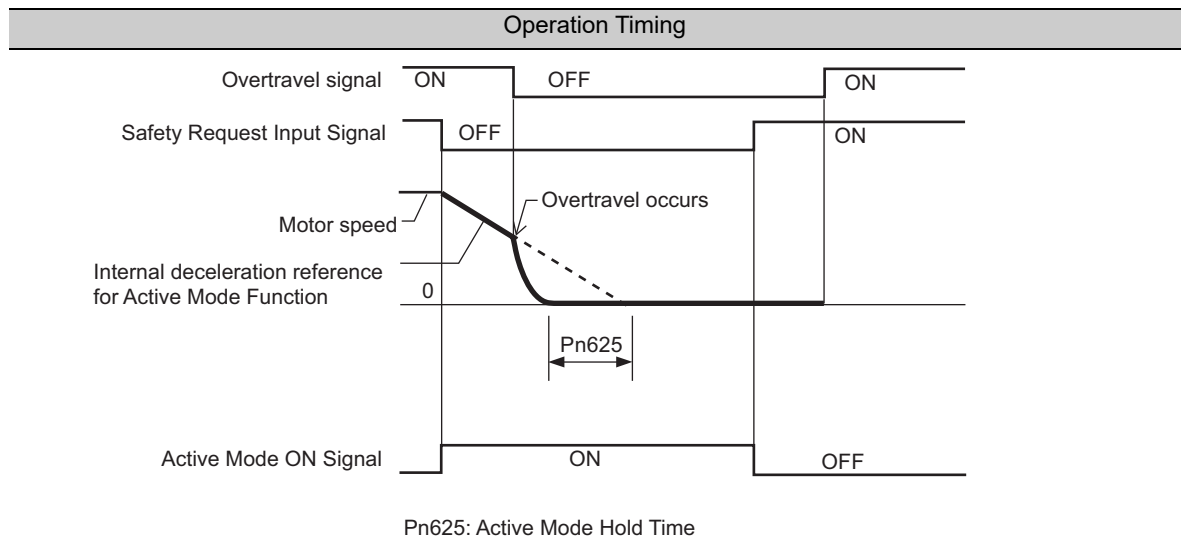 Operation Timing
Overtravel signal ON OFF ON
Safety Request Input Signal OFF ON
Overtravel occurs
Motor speed
Internal deceleration reference
for Active Mode Function 0
Pn625
Active Mode ON Signal ON OFF
Pn625: Active Mode Hold Time